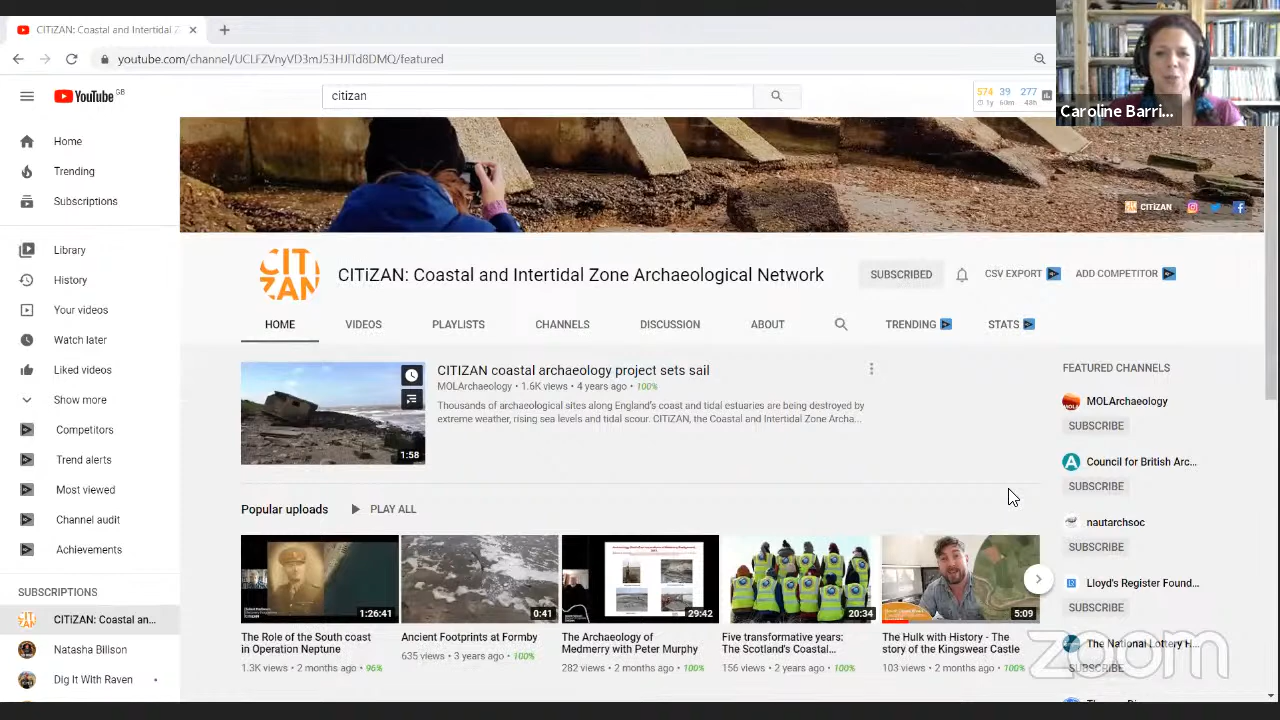 CITiZAN: Coastal and Intertidal Z
youtube.com/channel/UCLFZVnyVD3mJ53HJITd8DMQ/featured
Caroline Barri...
YouTube GB
citizan
574 39 277
1y 60m 48h
Home
Trending
Subscriptions
Library
History
Your videos
Watch later
Liked videos
Show more
Competitors
Trend alerts
Most viewed
Channel audit
Achievements
SUBSCRIPTIONS
CITiZAN: Coastal an...
Natasha Billson
Dig It With Raven
CITiZAN
CIT
ZAN
CITiZAN: Coastal and Intertidal Zone Archaeological Network
SUBSCRIBED
CSV EXPORT
ADD COMPETITOR
HOME
VIDEOS
PLAYLISTS
CHANNELS
DISCUSSION
ABOUT
TRENDING
STATS
1:58
CITIZAN coastal archaeology project sets sail
MOLArchaeology • 1.6K views • 4 years ago • 100%
Thousands of archaeological sites along England's coast and tidal estuaries are being destroyed by
extreme weather, rising sea levels and tidal scour. CITiZAN, the Coastal and Intertidal Zone Archa...
Popular uploads
PLAY ALL
1:26:41
The Role of the South coast
in Operation Neptune
1.3K views • 2 months ago • 96%
0:41
Ancient Footprints at Formby
635 views • 3 years ago • 100%
29:42
The Archaeology of
Medmerry with Peter Murphy
282 views • 2 months ago • 100%
20:34
Five transformative years:
The Scotland's Coastal...
156 views • 2 years ago • 100%
5:09
The Hulk with History - The
story of the Kingswear Castle
103 views • 2 months ago • 100%
FEATURED CHANNELS
MOLArchaeology
SUBSCRIBE
Council for British Arc...
SUBSCRIBE
nautarchsoc
SUBSCRIBE
Lloyd's Register Found...
SUBSCRIBE
The National Lottery H...
SUBSCRIBE
zoom